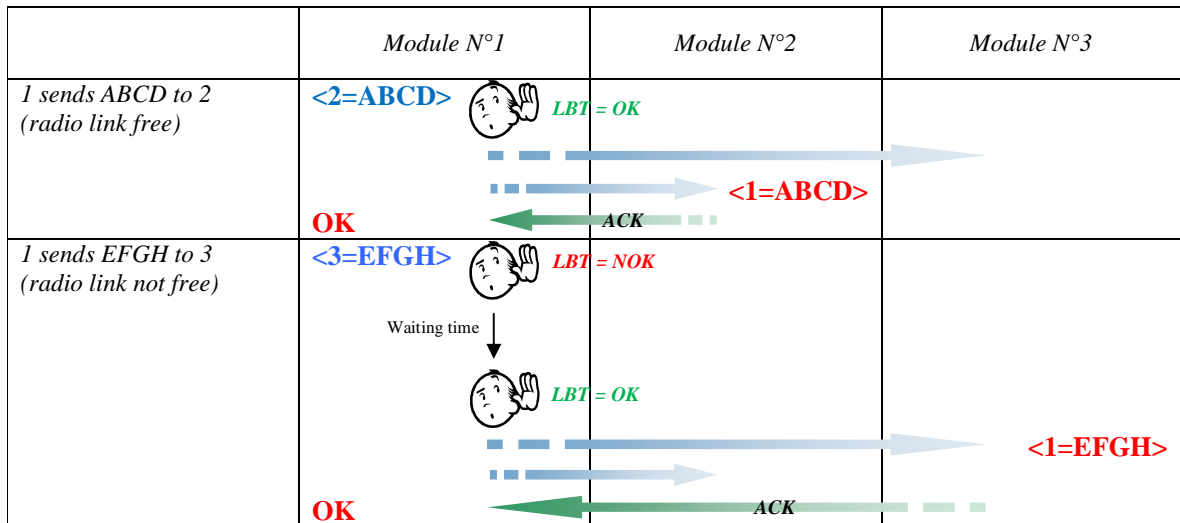 Module N°1 Module N°2 Module N°3
1 sends ABCD to 2
(radio link free)
<2=ABCD>
LBT = OK
<1=ABCD>
OK
ACK
1 sends EFGH to 3
(radio link not free)
<3=EFGH>
LBT = NOK
Waiting time
LBT = OK
<1=EFGH>
OK
ACK